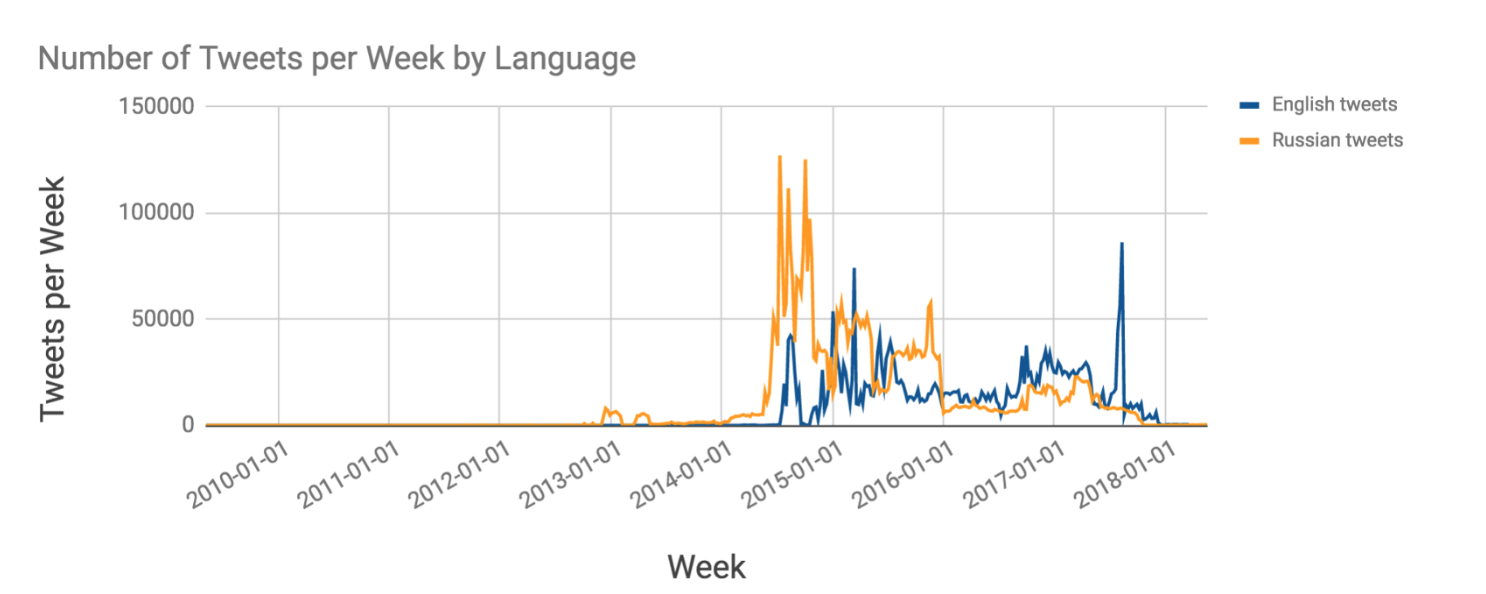 Number of Tweets per Week by Language
150000
100000
50000
0
Tweets per Week
English tweets
Russian tweets
2010-01-01
2011-01-01
2012-01-01
2013-01-01
2014-01-01
2015-01-01
2016-01-01
2017-01-01
2018-01-01
Week